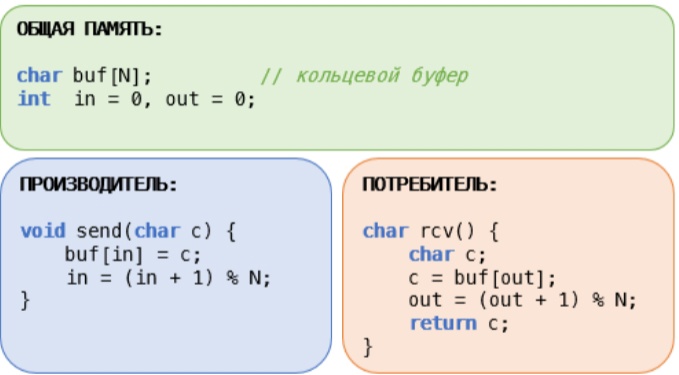 ОБЩАЯ ПАМЯТЬ:
char buf[N];          // кольцевой буфер
int  in = 0, out = 0;
ПРОИЗВОДИТЕЛЬ:
void send(char c) {
    buf[in] = c;
    in = (in + 1) % N;
}
ПОТРЕБИТЕЛЬ:
char rcv() {
    char c;
    c = buf[out];
    out = (out + 1) % N;
    return c;
}